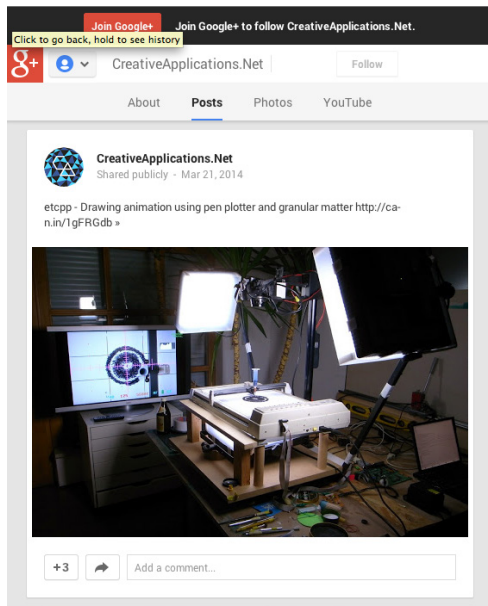 Join Google+ Join Google+ to follow CreativeApplications.Net.
Click to go back, hold to see history
g+ CreativeApplications.Net Follow
About Posts Photos YouTube
CreativeApplications.Net
Shared publicly - Mar 21, 2014
etcpp - Drawing animation using pen plotter and granular matter http://ca-
n.in/1gFRGdb »
+3 Add a comment...